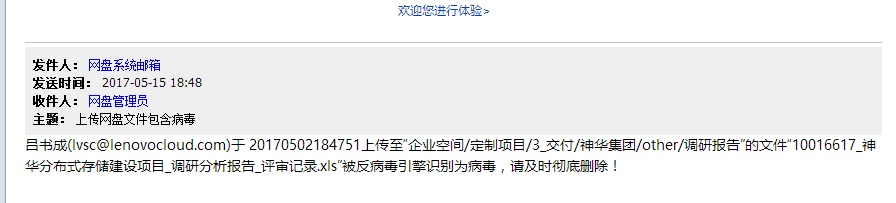 欢迎您进行体验>
发件人： 网盘系统邮箱
发送时间： 2017-05-15 18:48
收件人： 网盘管理员
主题： 上传网盘文件包含病毒
吕书成(lvsc@lenovocloud.com)于 20170502184751上传至“企业空间/定制项目/3_交付/神华集团/other/调研报告”的文件“10016617_神
华分布式存储建设项目_调研分析报告_评审记录.xls”被反病毒引擎识别为病毒，请及时彻底删除！